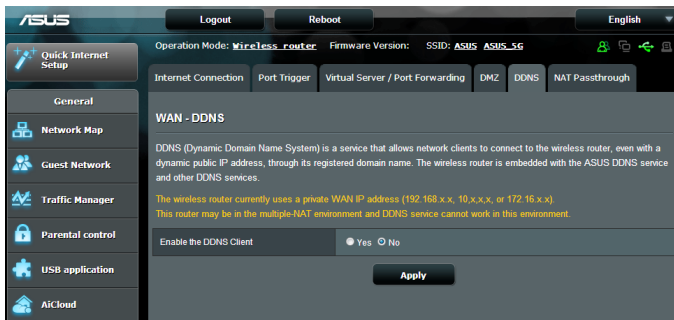 ASUS
Logout
Reboot
English
Quick Internet
Setup
Operation Mode: Wireless router Firmware Version: SSID: ASUS ASUS_5G
Internet Connection
Port Trigger
Virtual Server / Port Forwarding
DMZ
DDNS
NAT Passthrough
General
Network Map
Guest Network
Traffic Manager
Parental control
USB application
AiCloud
WAN - DDNS
DDNS (Dynamic Domain Name System) is a service that allows network clients to connect to the wireless router, even with a
dynamic public IP address, through its registered domain name. The wireless router is embedded with the ASUS DDNS service
and other DDNS services.
The wireless router currently uses a private WAN IP address (192.168.x.x, 10,x,x,x, or 172.16.x.x).
This router may be in the multiple-NAT environment and DDNS service cannot work in this environment.
Enable the DDNS Client
Yes No
Apply